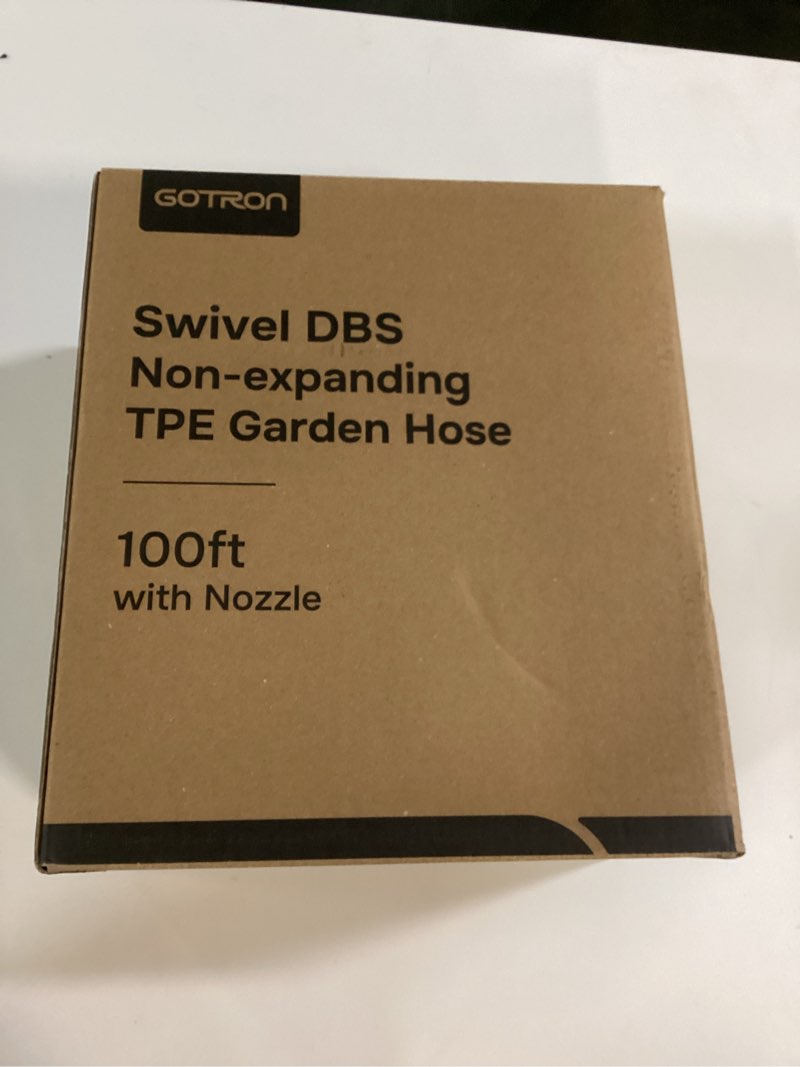 GOTRON
Swivel DBS
Non-expanding
TPE Garden Hose
100ft
with Nozzle